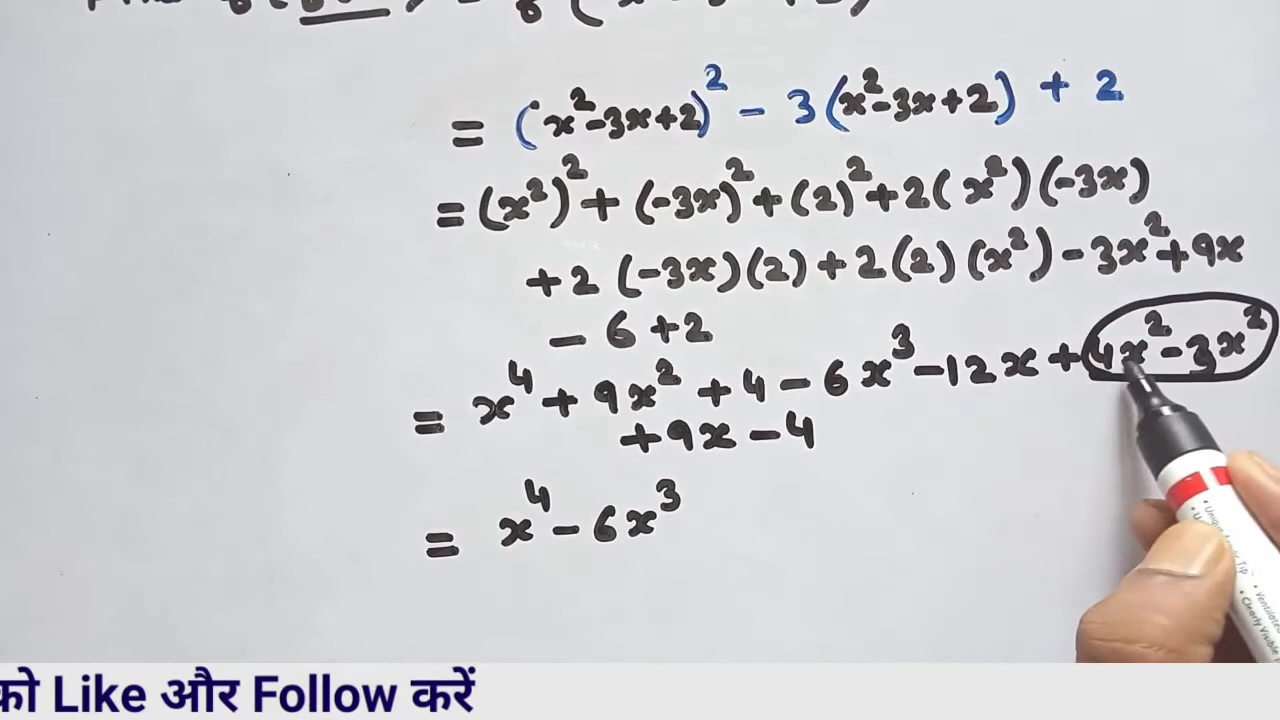 = (x²-3x+2)² - 3(x²-3x+2) + 2
= (x²)² + (-3x)² + (2)² + 2(x²)(-3x)
+2 (-3x)(2) + 2(2)(x²) - 3x² + 9x
- 6 + 2
= x⁴ + 9x² + 4 - 6x³ - 12x + 4x² - 3x²
+ 9x - 4
= x⁴ - 6x³
को Like और Follow करें